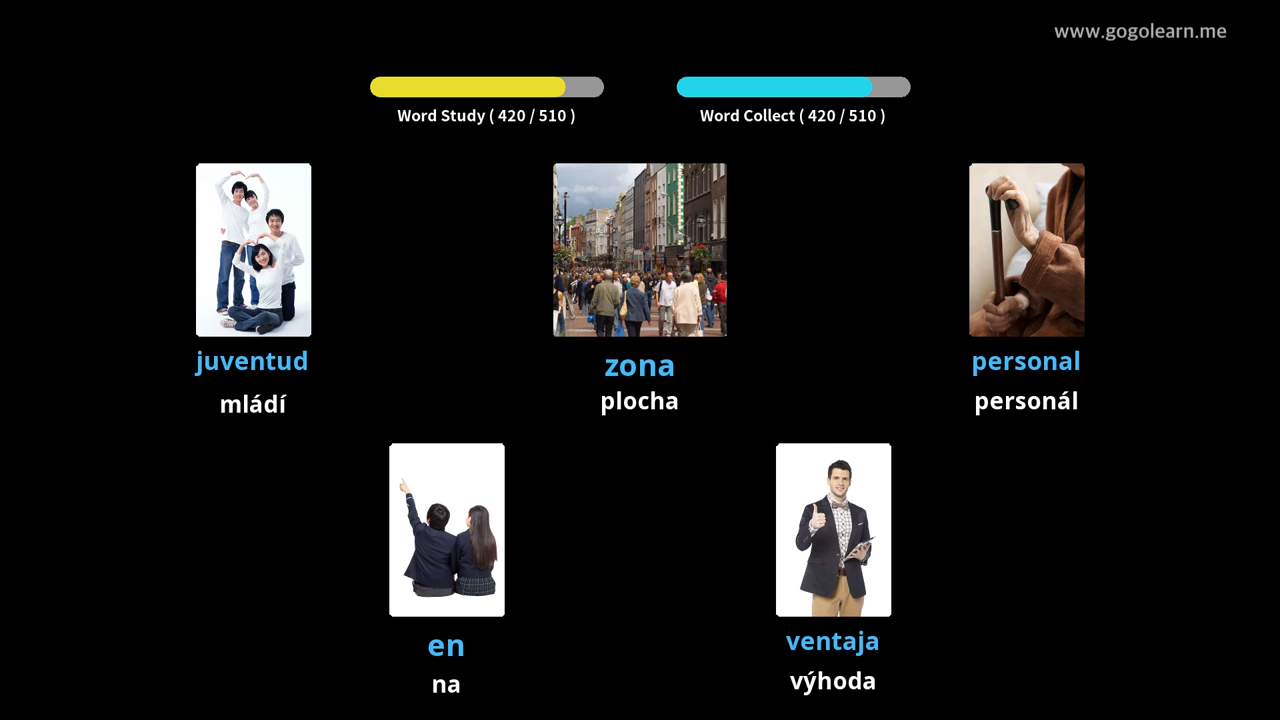 www.gogolearn.me
Word Study ( 420 / 510 )
Word Collect ( 420 / 510 )
juventud
mládí
zona
plocha
personal
personál
en
na
ventaja
výhoda